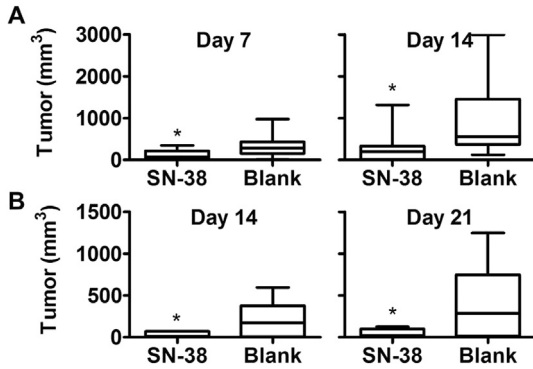 A
Tumor (mm³)
3000
2000
1000
0
Day 7
*
SN-38
Blank
Day 14
*
SN-38
Blank
B
Tumor (mm³)
1500
1000
500
0
Day 14
*
SN-38
Blank
Day 21
*
SN-38
Blank